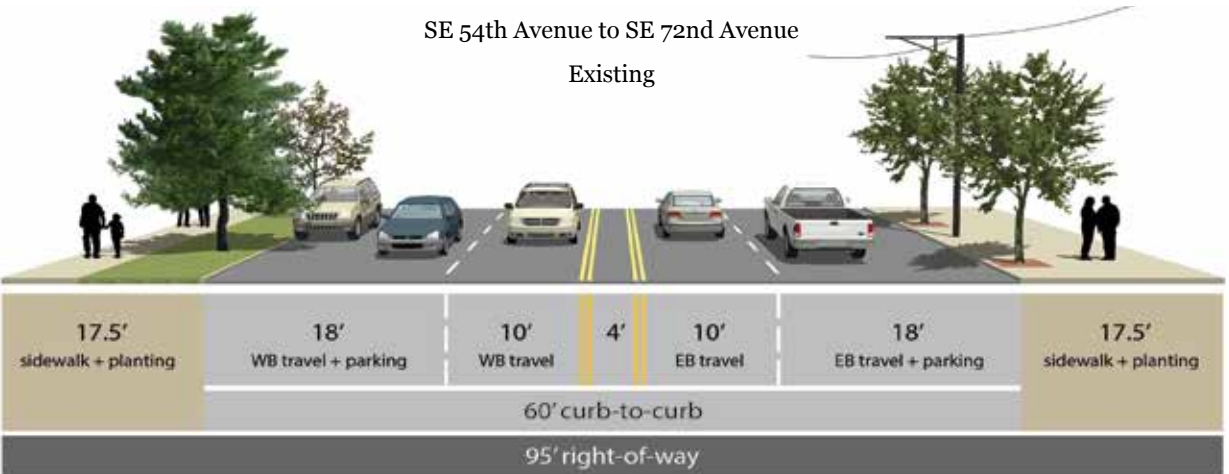 SE 54th Avenue to SE 72nd Avenue
Existing
17.5'
sidewalk + planting
18'
WB travel + parking
10'
WB travel
4'
10'
EB travel
18'
EB travel + parking
17.5'
sidewalk + planting
60' curb-to-curb
95' right-of-way